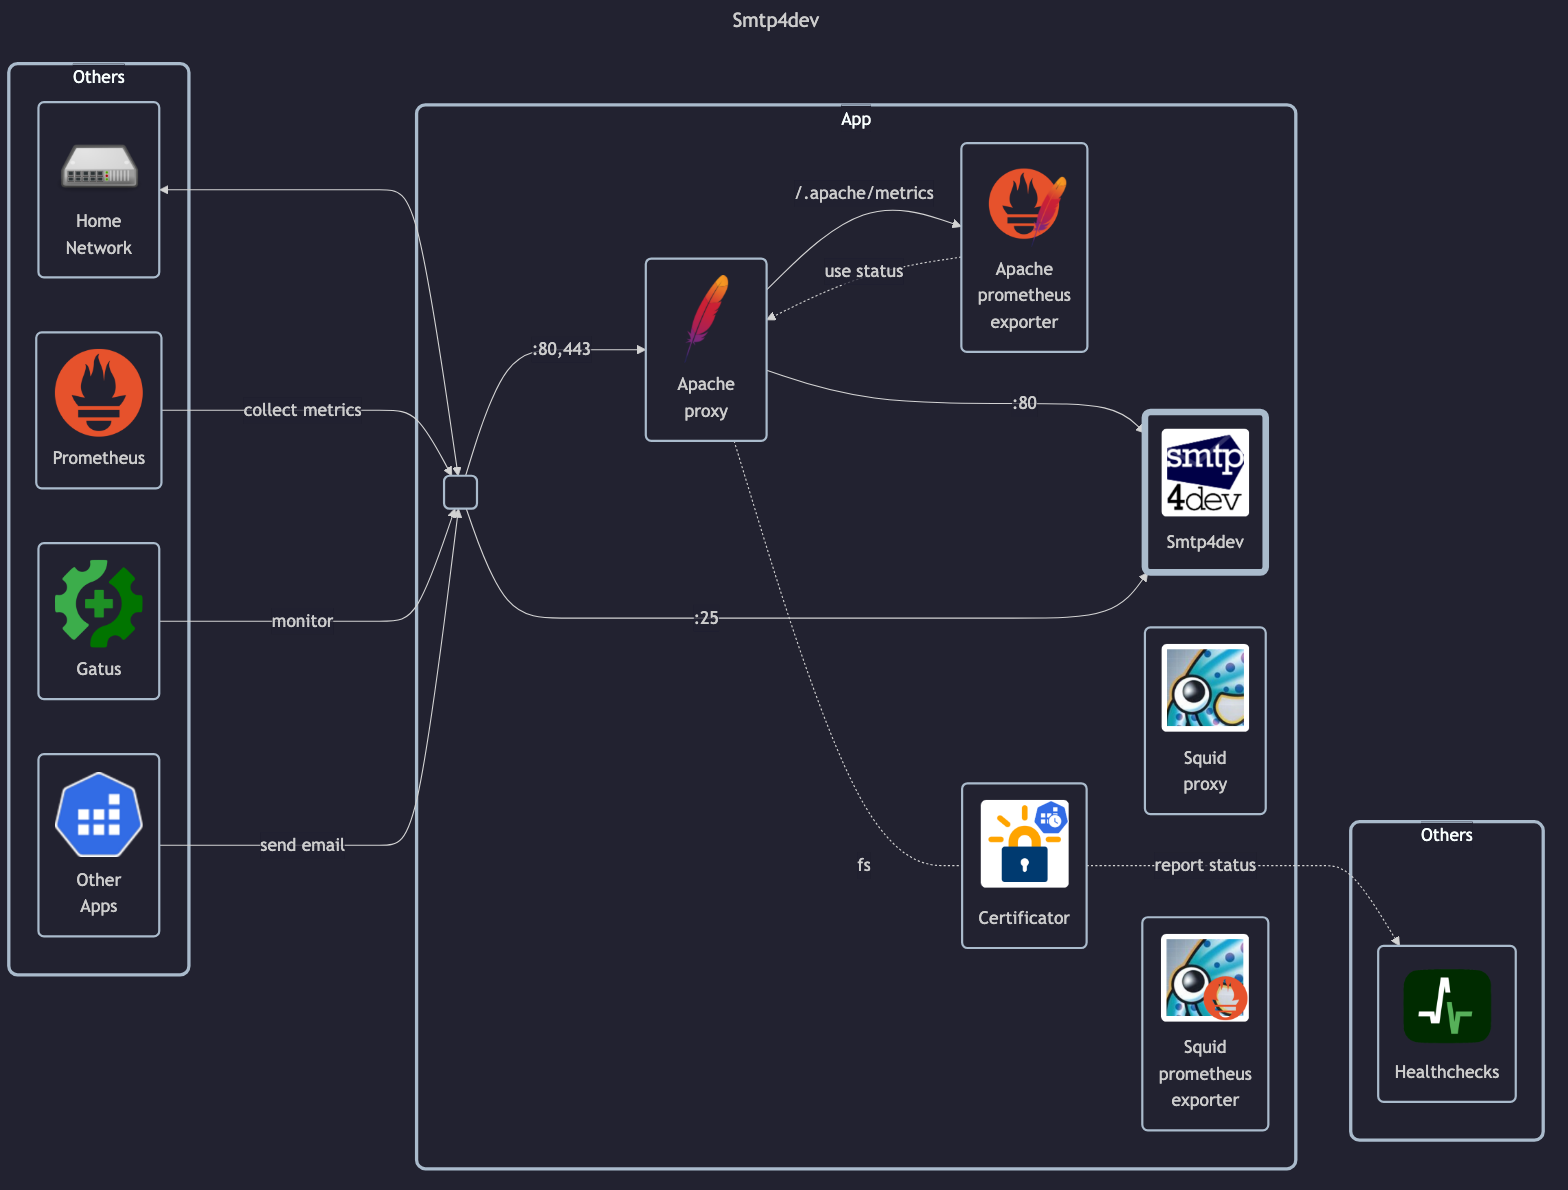 Smtp4dev
Others
Home
Network
Prometheus
collect metrics
Gatus
monitor
Other
Apps
send email
App
:80,443
Apache
proxy
/.apache/metrics
use status
Apache
prometheus
exporter
:80
smtp
4dev
Smtp4dev
:25
Squid
proxy
fs
Certificator
report status
Squid
prometheus
exporter
Others
Healthchecks